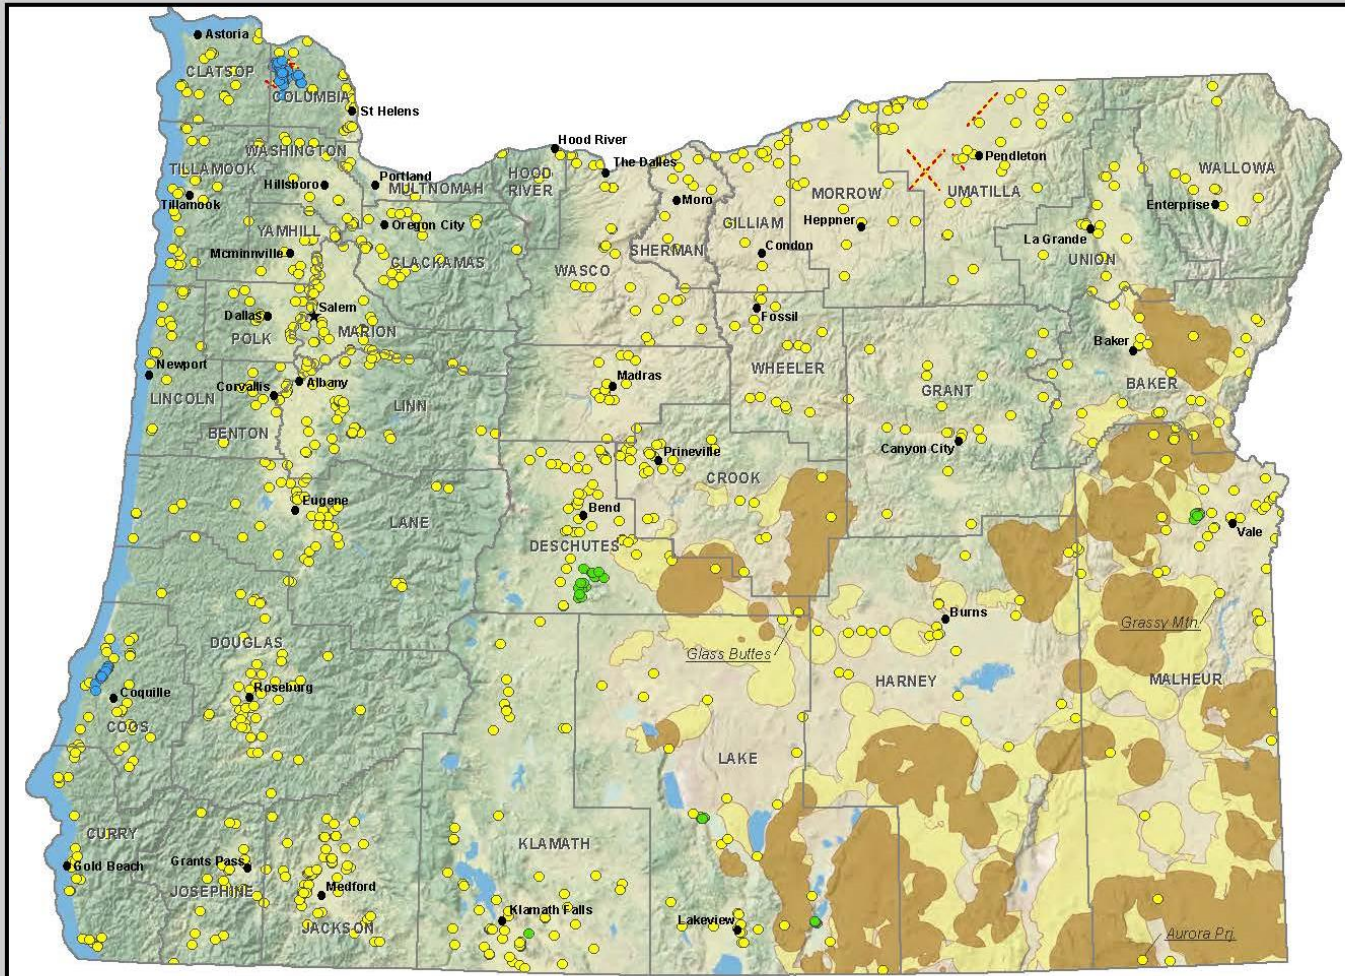 Astoria
CLATSOP
COLUMBIA
St Helens
Hood River
WASHINGTON
The Dalles
Pendleton
TILLAMOOK
Portland
HOOD
RIVER
WALLOWA
Hillsboro
MULTNOMAH
MORROW
UMATILLA
Tillamook
Moro
Enterprise
Oregon City
GILLIAM
Heppner
YAMHILL
La Grande
Mcminnville
SHERMAN
Condon
CLACKAMAS
WASCO
UNION
Salem
Dallas
Fossil
MARION
POLK
Baker
Newport
WHEELER
Madras
Albany
BAKER
Corvallis
GRANT
LINCOLN
LINN
BENTON
Canyon City
Prineville
CROOK
Eugene
Bend
LANE
Vale
DESCHUTES
Burns
Grassy Mtn.
DOUGLAS
Glass Buttes
HARNEY
MALHEUR
Roseburg
Coquille
COOS
LAKE
CURRY
KLAMATH
Gold Beach
Grants Pass
Medford
JOSEPHINE
Klamath Falls
Lakeview
JACKSON
Aurora Prj.